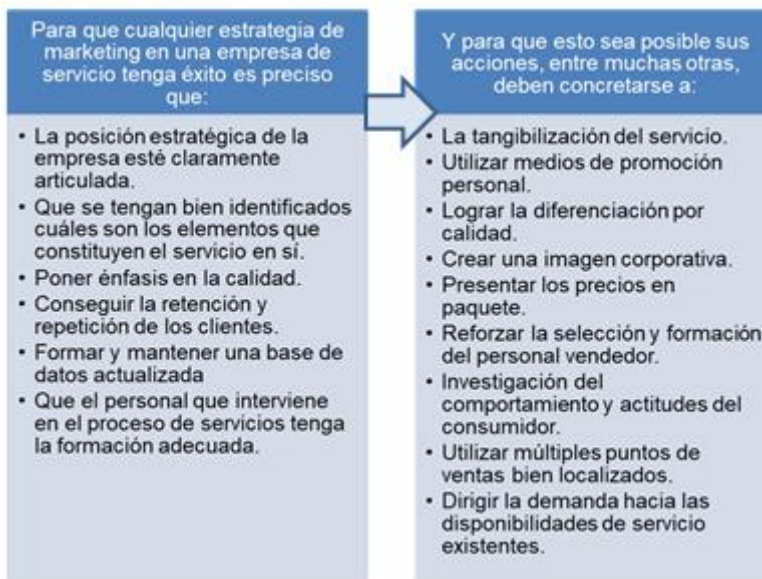 Para que cualquier estrategia de
marketing en una empresa de
servicio tenga éxito es preciso
que:
• La posición estratégica de la
empresa esté claramente
articulada.
• Que se tengan bien identificados
cuáles son los elementos que
constituyen el servicio en sí.
• Poner énfasis en la calidad.
• Conseguir la retención y
repetición de los clientes.
• Formar y mantener una base de
datos actualizada
• Que el personal que interviene
en el proceso de servicios tenga
la formación adecuada.
Y para que esto sea posible sus
acciones, entre muchas otras,
deben concretarse a:
• La tangibilización del servicio.
• Utilizar medios de promoción
personal.
• Lograr la diferenciación por
calidad.
• Crear una imagen corporativa.
• Presentar los precios en
paquete.
• Reforzar la selección y formación
del personal vendedor.
• Investigación del
comportamiento y actitudes del
consumidor.
• Utilizar múltiples puntos de
ventas bien localizados.
• Dirigir la demanda hacia las
disponibilidades de servicio
existentes.